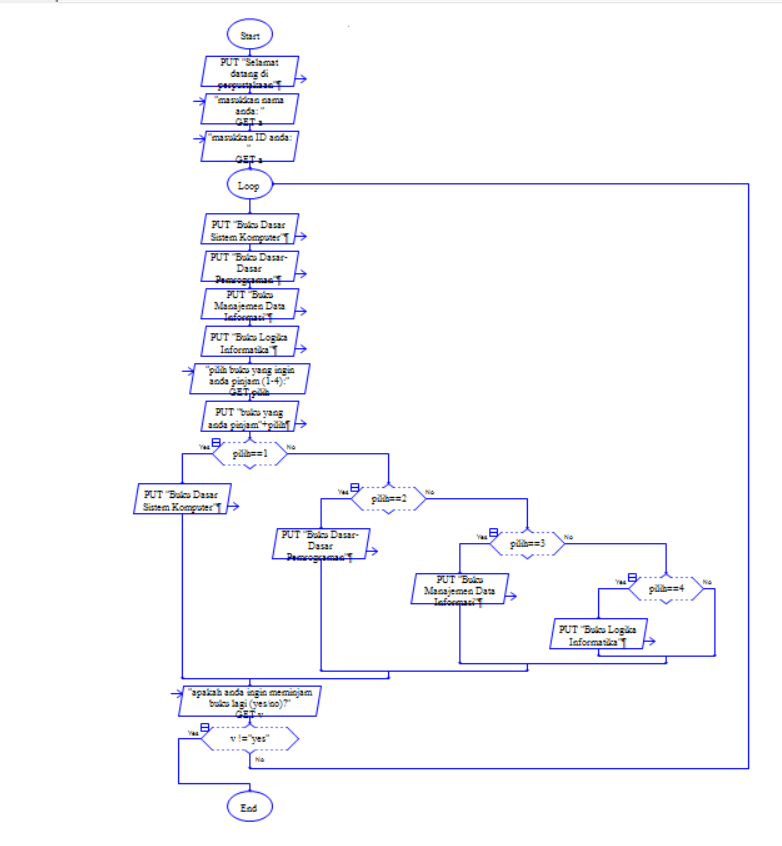 Start
PUT "Selamat
datang di
perpustakaan"¶
"masukkan nama
anda: "
GET a
"masukkan ID anda:
"
GET a
Loop
PUT "Buku Dasar
Sistem Komputer"¶
PUT "Buku Dasar-
Dasar
Pemrograman"¶
PUT "Buku
Manajemen Data
Informasi"¶
PUT "Buku Logika
Informatika"¶
"pilih buku yang ingin
anda pinjam (1-4):"
GET pilih
PUT "buku yang
anda pinjam"+pilih¶
Yes
pilih==1
No
PUT "Buku Dasar
Sistem Komputer"¶
Yes
pilih==2
No
PUT "Buku Dasar-
Dasar
Pemrograman"¶
Yes
pilih==3
No
PUT "Buku
Manajemen Data
Informasi"¶
Yes
pilih==4
No
PUT "Buku Logika
Informatika"¶
"apakah anda ingin meminjam
buku lagi (yes/no)?"
GET v
Yes
v !="yes"
No
End